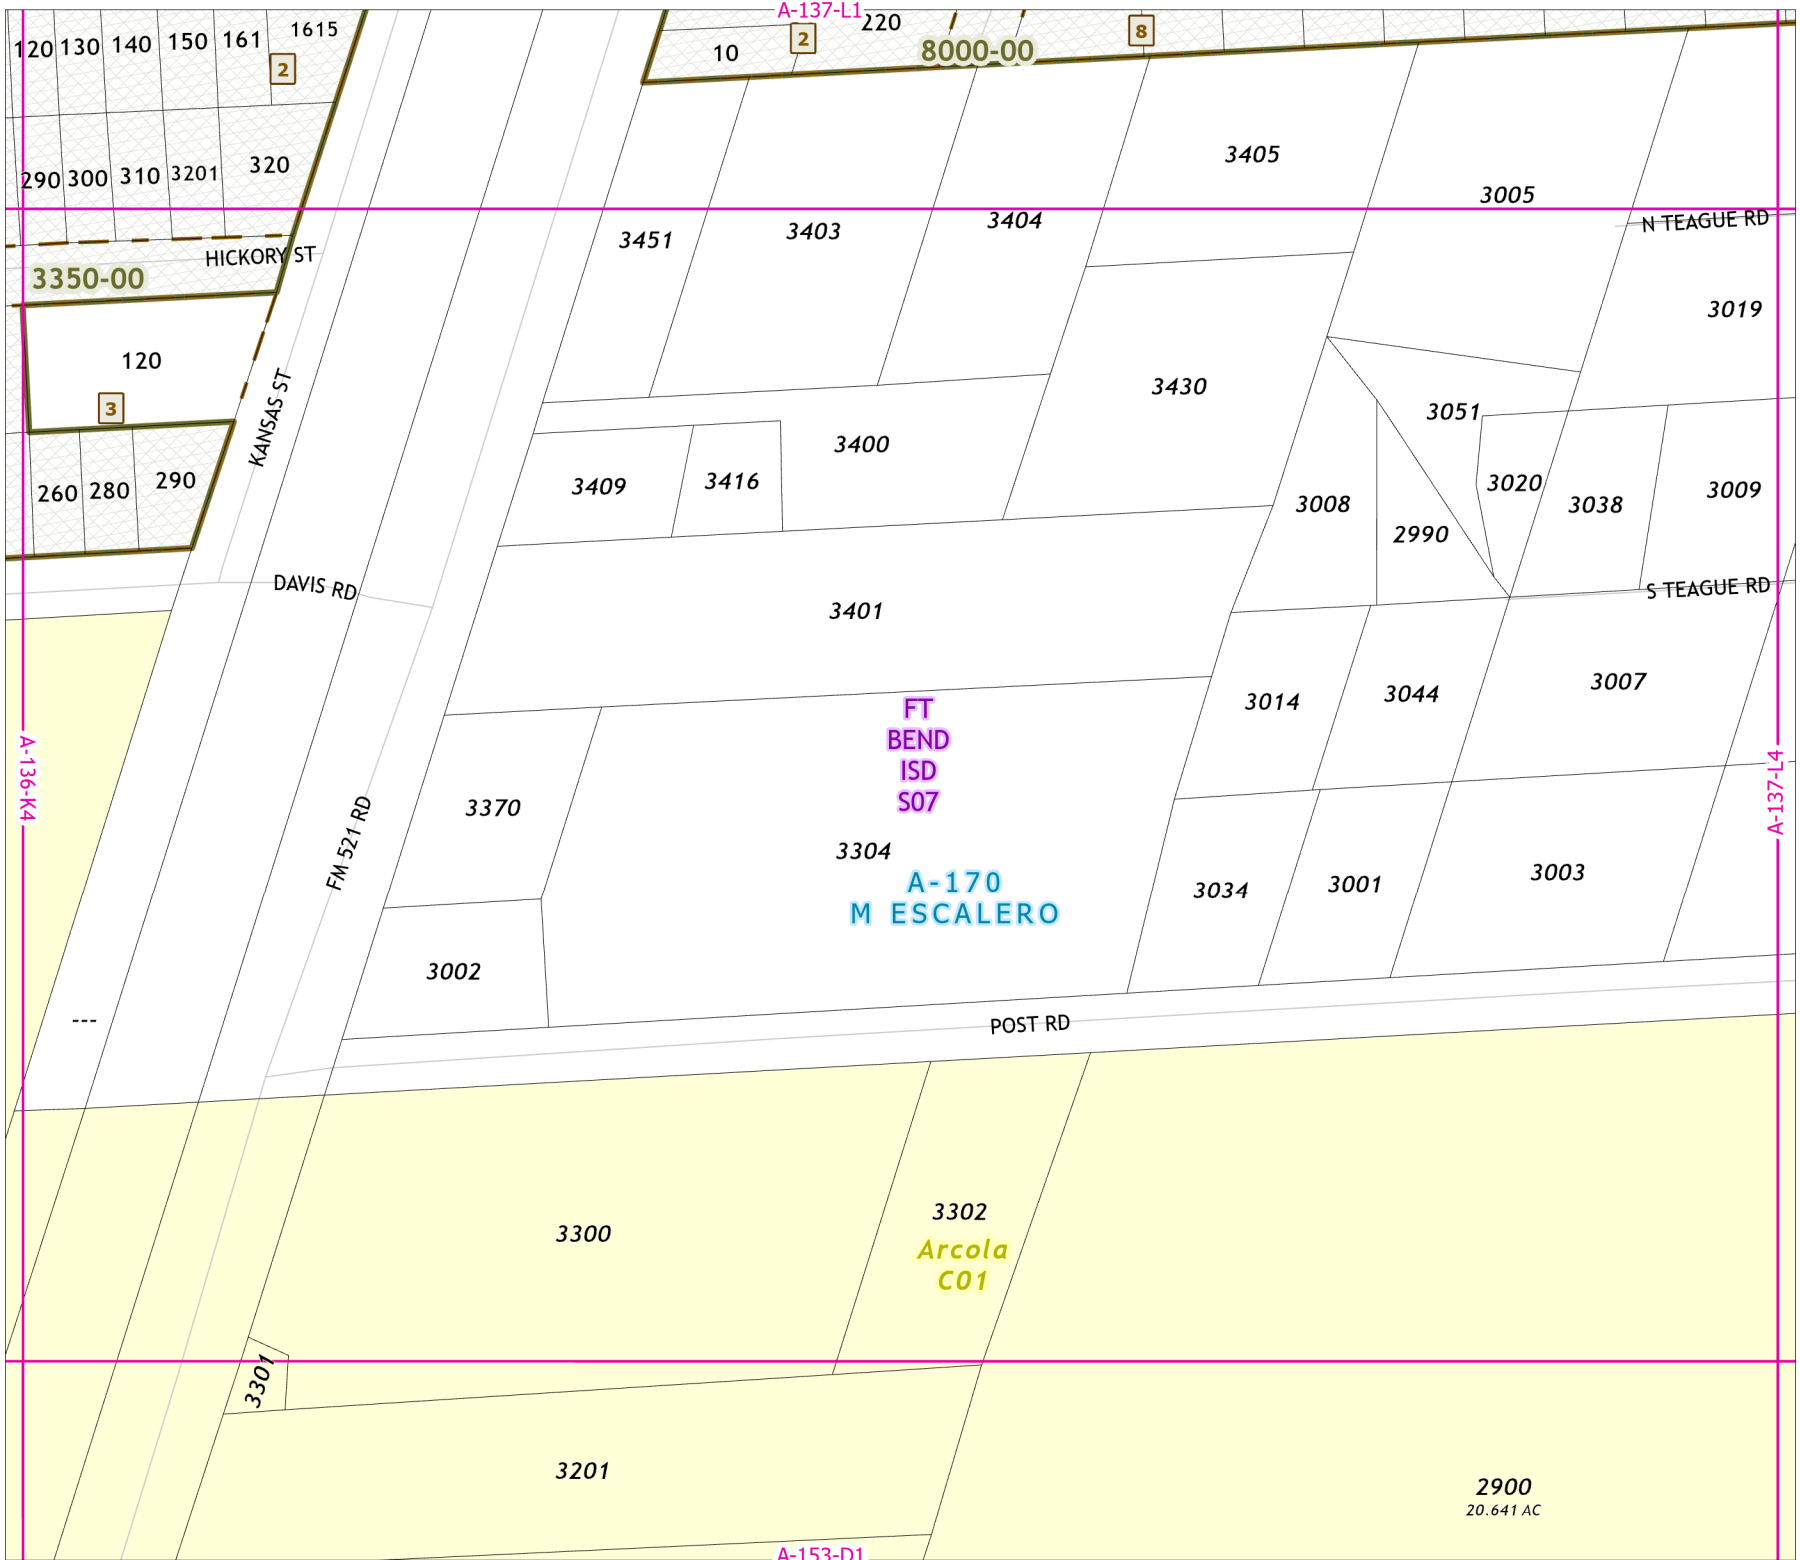 A-137-L1
120 130 140 150 161 1615
2
10
2
220
8000-00
8
290 300 310 3201 320
3405
3005
3451
3403
3404
N TEAGUE RD
HICKORY ST
3350-00
3019
120
3
KANSAS ST
3430
3051
3400
260 280 290
3409
3416
3008
2990
3020
3038
3009
DAVIS RD
S TEAGUE RD
3401
3014
3044
3007
FT
BEND
ISD
S07
A-136-K4
A-137-L4
3370
FM 521 RD
3304
A-170
M ESCALERO
3034
3001
3003
3002
---
POST RD
3300
3302
Arcola
C01
3301
3201
2900
20.641 AC
A-153-D1